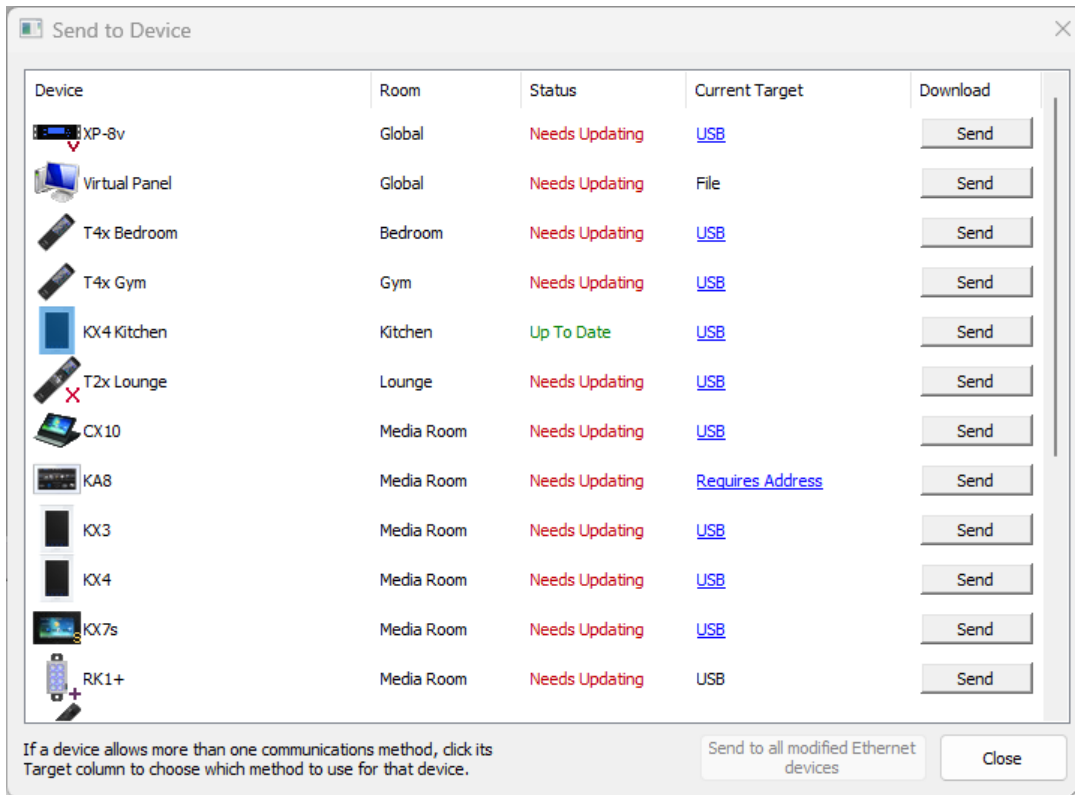 Send to Device
Device Room Status Current Target Download
XP-8v Global Needs Updating USB Send
Virtual Panel Global Needs Updating File Send
T4x Bedroom Bedroom Needs Updating USB Send
T4x Gym Gym Needs Updating USB Send
KX4 Kitchen Kitchen Up To Date USB Send
T2x Lounge Lounge Needs Updating USB Send
CX10 Media Room Needs Updating USB Send
KA8 Media Room Needs Updating Requires Address Send
KX3 Media Room Needs Updating USB Send
KX4 Media Room Needs Updating USB Send
KX7s Media Room Needs Updating USB Send
RK1+ Media Room Needs Updating USB Send
If a device allows more than one communications method, click its
Target column to choose which method to use for that device.
Send to all modified Ethernet
devices
Close